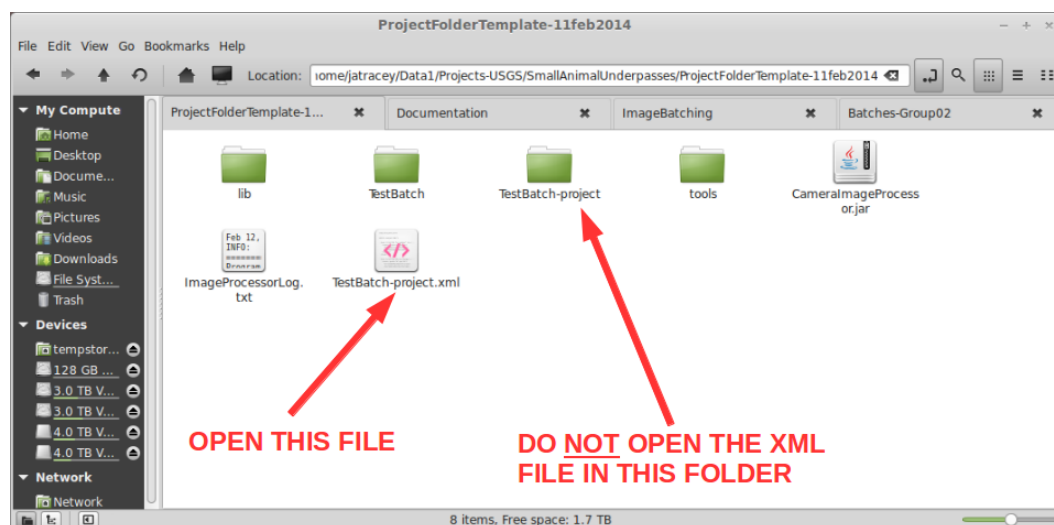 ProjectFolderTemplate-11feb2014
File Edit View Go Bookmarks Help
Location: ome/jatracey/Data1/Projects-USGS/SmallAnimalUnderpasses/ProjectFolderTemplate-11feb2014
My Compute
Home
Desktop
Docume...
Music
Pictures
Videos
Downloads
File Syst...
Trash
Devices
tempstor...
128 GB ...
3.0 TB V...
3.0 TB V...
4.0 TB V...
4.0 TB V...
Network
Network
ProjectFolderTemplate-1... Documentation ImageBatching Batches-Group02
lib TestBatch TestBatch-project tools CameraImageProcess
or.jar
Feb 12,
INFO:
ImageProcessorLog.
txt
TestBatch-project.xml
OPEN THIS FILE
DO NOT OPEN THE XML
FILE IN THIS FOLDER
8 items, Free space: 1.7 TB